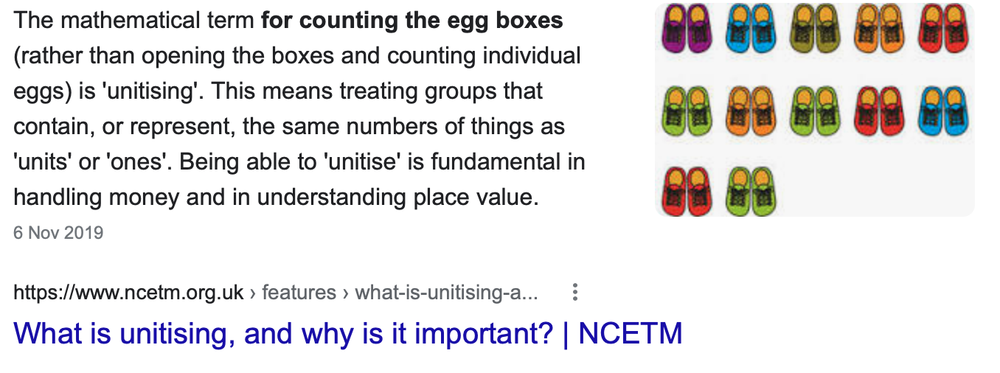 The mathematical term for counting the egg boxes
(rather than opening the boxes and counting individual
eggs) is 'unitising'. This means treating groups that
contain, or represent, the same numbers of things as
'units' or 'ones'. Being able to 'unitise' is fundamental in
handling money and in understanding place value.
6 Nov 2019
https://www.ncetm.org.uk › features › what-is-unitising-a...
What is unitising, and why is it important? | NCETM